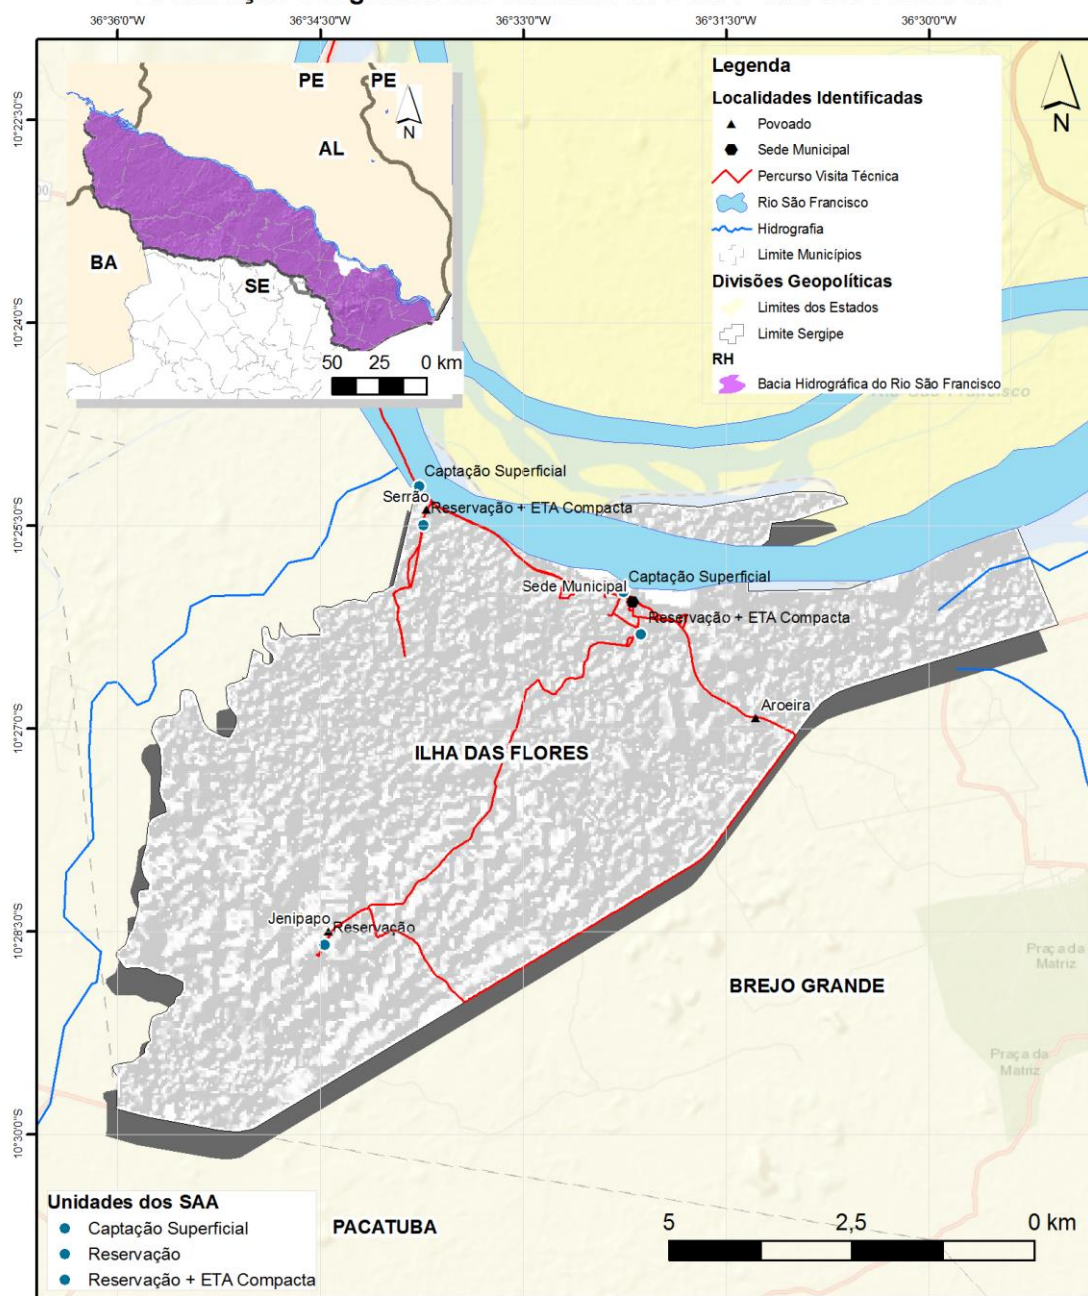 36°36'0"W 36°34'30"W 36°33'0"W 36°31'30"W 36°30'0"W
10°22'30"S
10°24'0"S
10°25'30"S
10°27'0"S
10°28'30"S
10°30'0"S
PE PE
AL
BA
SE
N
50 25 0 km
Legenda
Localidades Identificadas
Povoado
Sede Municipal
Percurso Visita Técnica
Rio São Francisco
Hidrografia
Limite Municípios
Divisões Geopolíticas
Limites dos Estados
Limite Sergipe
RH
Bacia Hidrográfica do Rio São Francisco
N
Captação Superficial
Serrão
Reservação + ETA Compacta
Captação Superficial
Sede Municipal
Reservação + ETA Compacta
Aroeira
ILHA DAS FLORES
Jenipapo
Reservação
BREJO GRANDE
Praça da
Matriz
Praça da
Matriz
PACATUBA
Unidades dos SAA
Captação Superficial
Reservação
Reservação + ETA Compacta
5 2,5 0 km